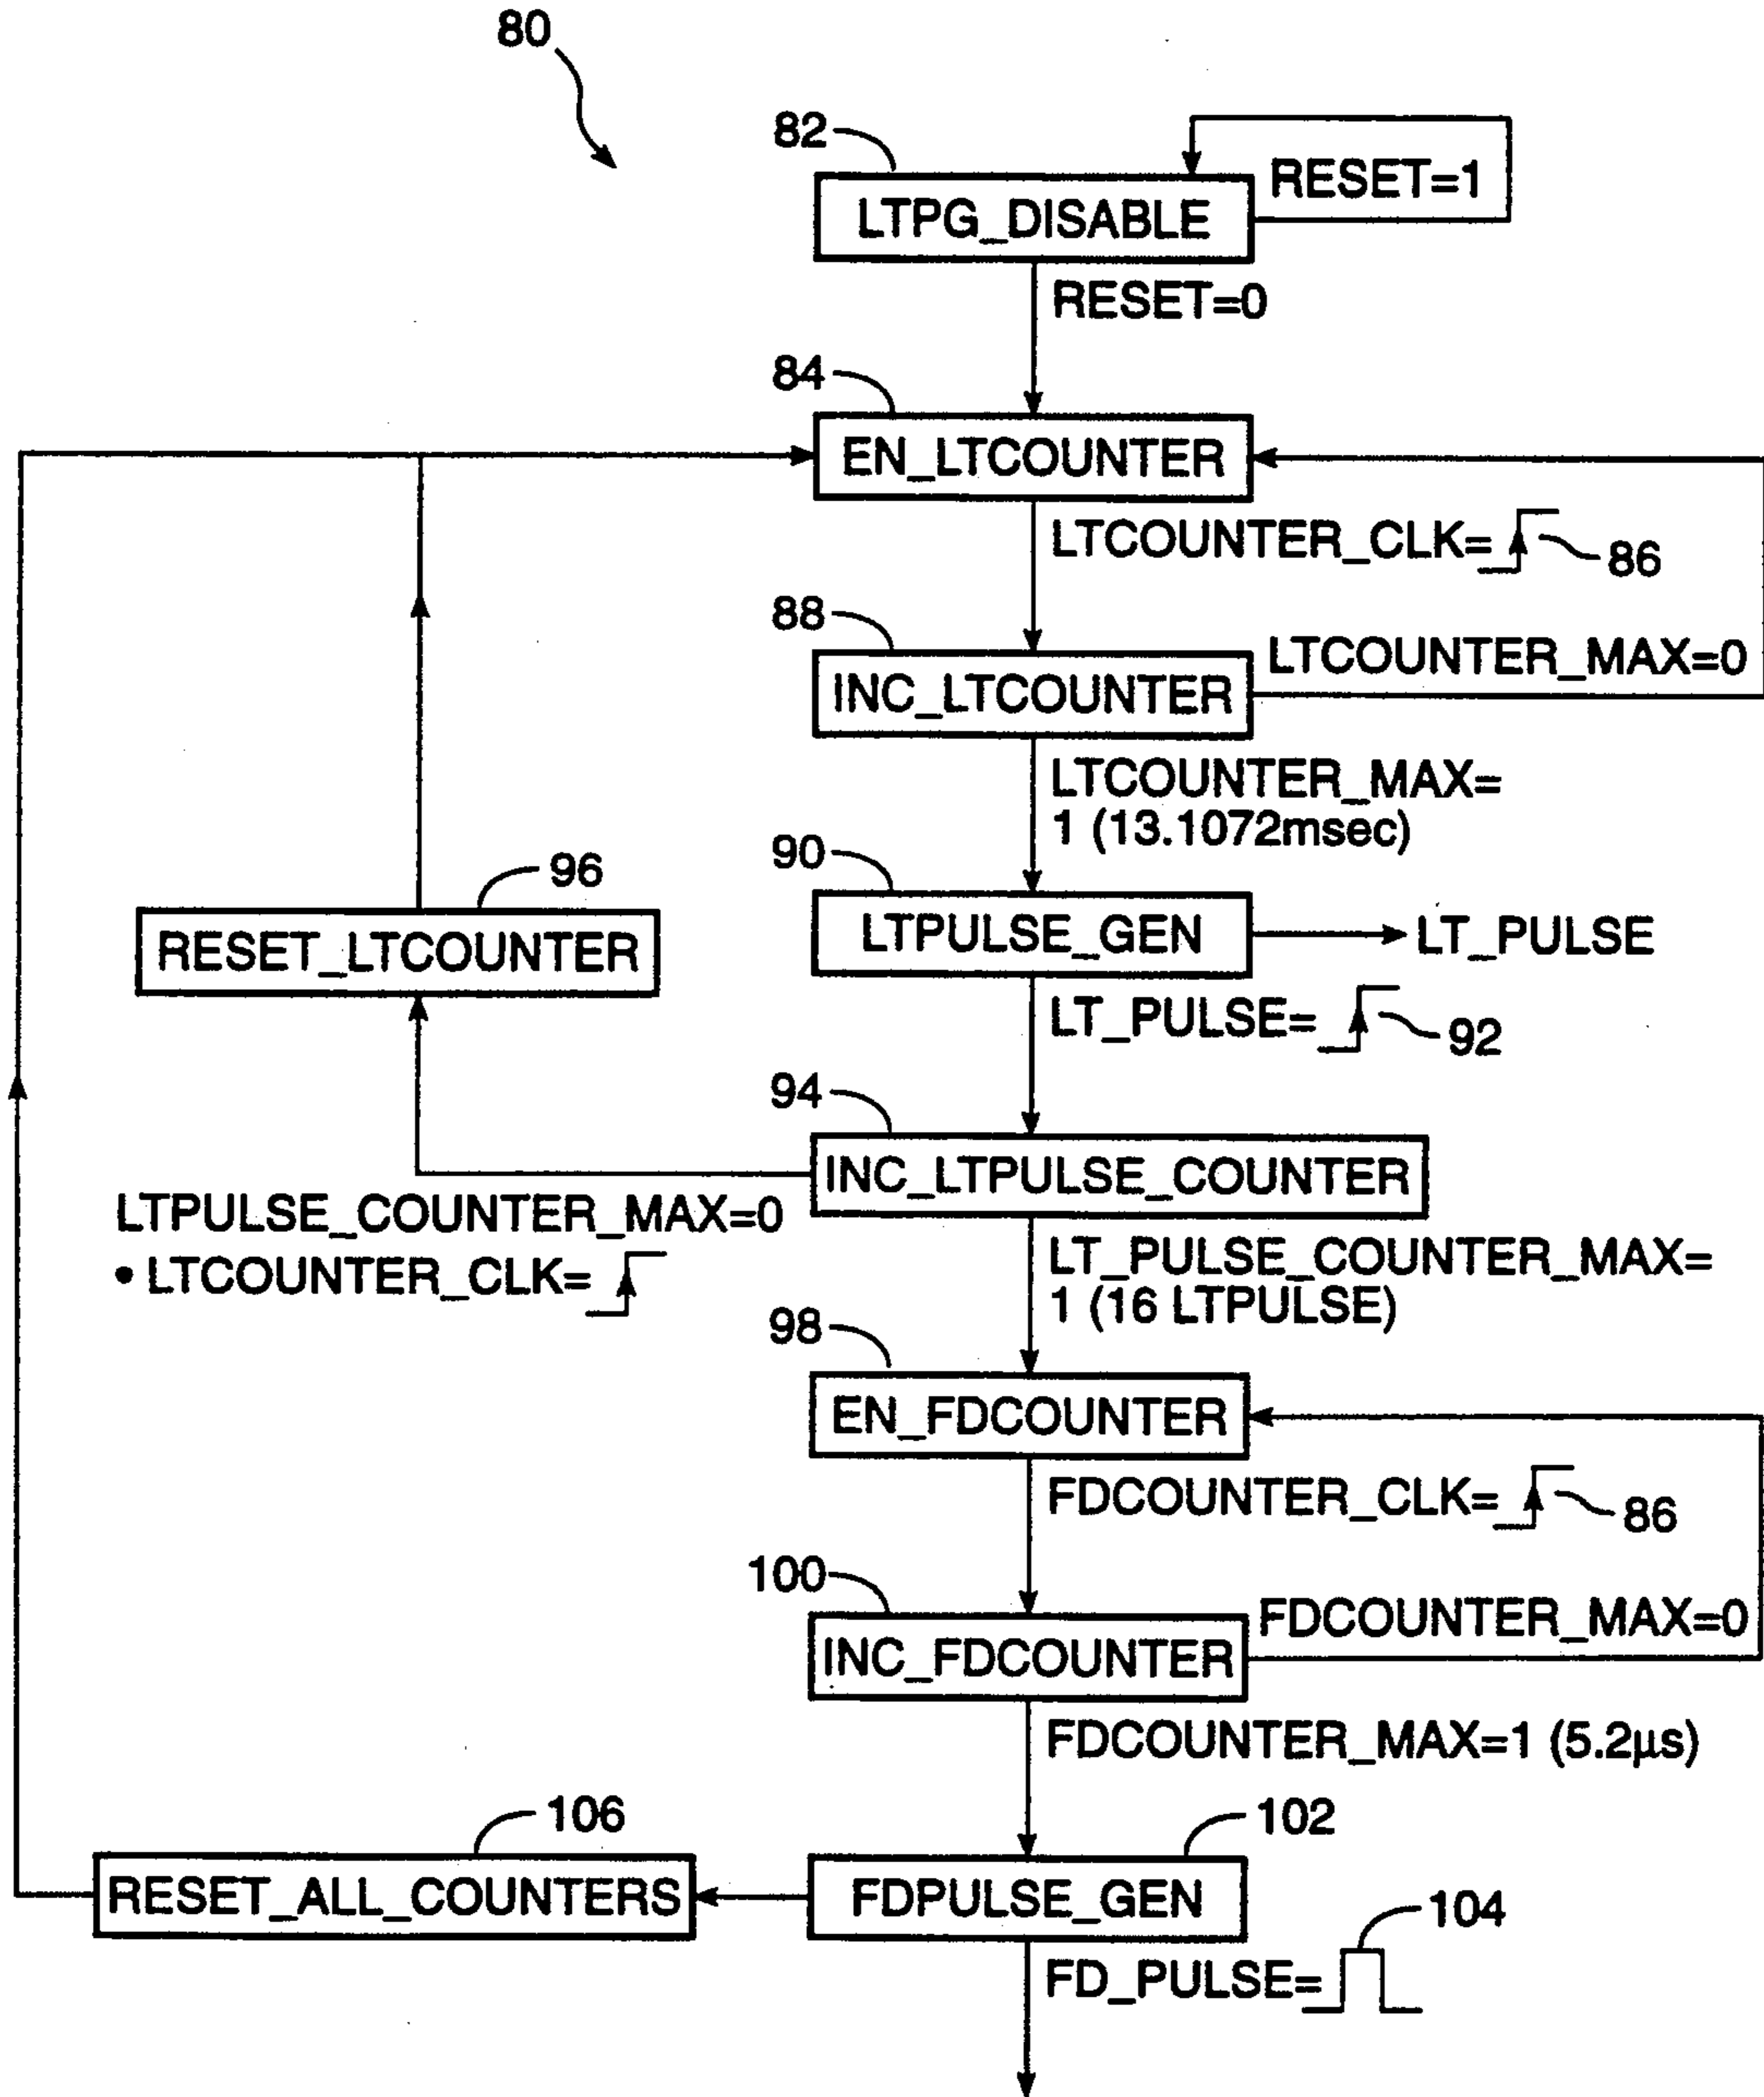 80
82
RESET=1
LTPG_DISABLE
RESET=0
84
EN_LTCOUNTER
LTCOUNTER_CLK=
86
88
LTCOUNTER_MAX=0
INC_LTCOUNTER
LTCOUNTER_MAX=
1 (13.1072msec)
90
96
LTPULSE_GEN
LT_PULSE
RESET_LTCOUNTER
LT_PULSE=
92
94
INC_LTPULSE_COUNTER
LTPULSE_COUNTER_MAX=0
• LTCOUNTER_CLK=
LT_PULSE_COUNTER_MAX=
1 (16 LTPULSE)
98
EN_FDCOUNTER
FDCOUNTER_CLK=
86
100
FDCOUNTER_MAX=0
INC_FDCOUNTER
FDCOUNTER_MAX=1 (5.2µs)
106
102
RESET_ALL_COUNTERS
FDPULSE_GEN
104
FD_PULSE=